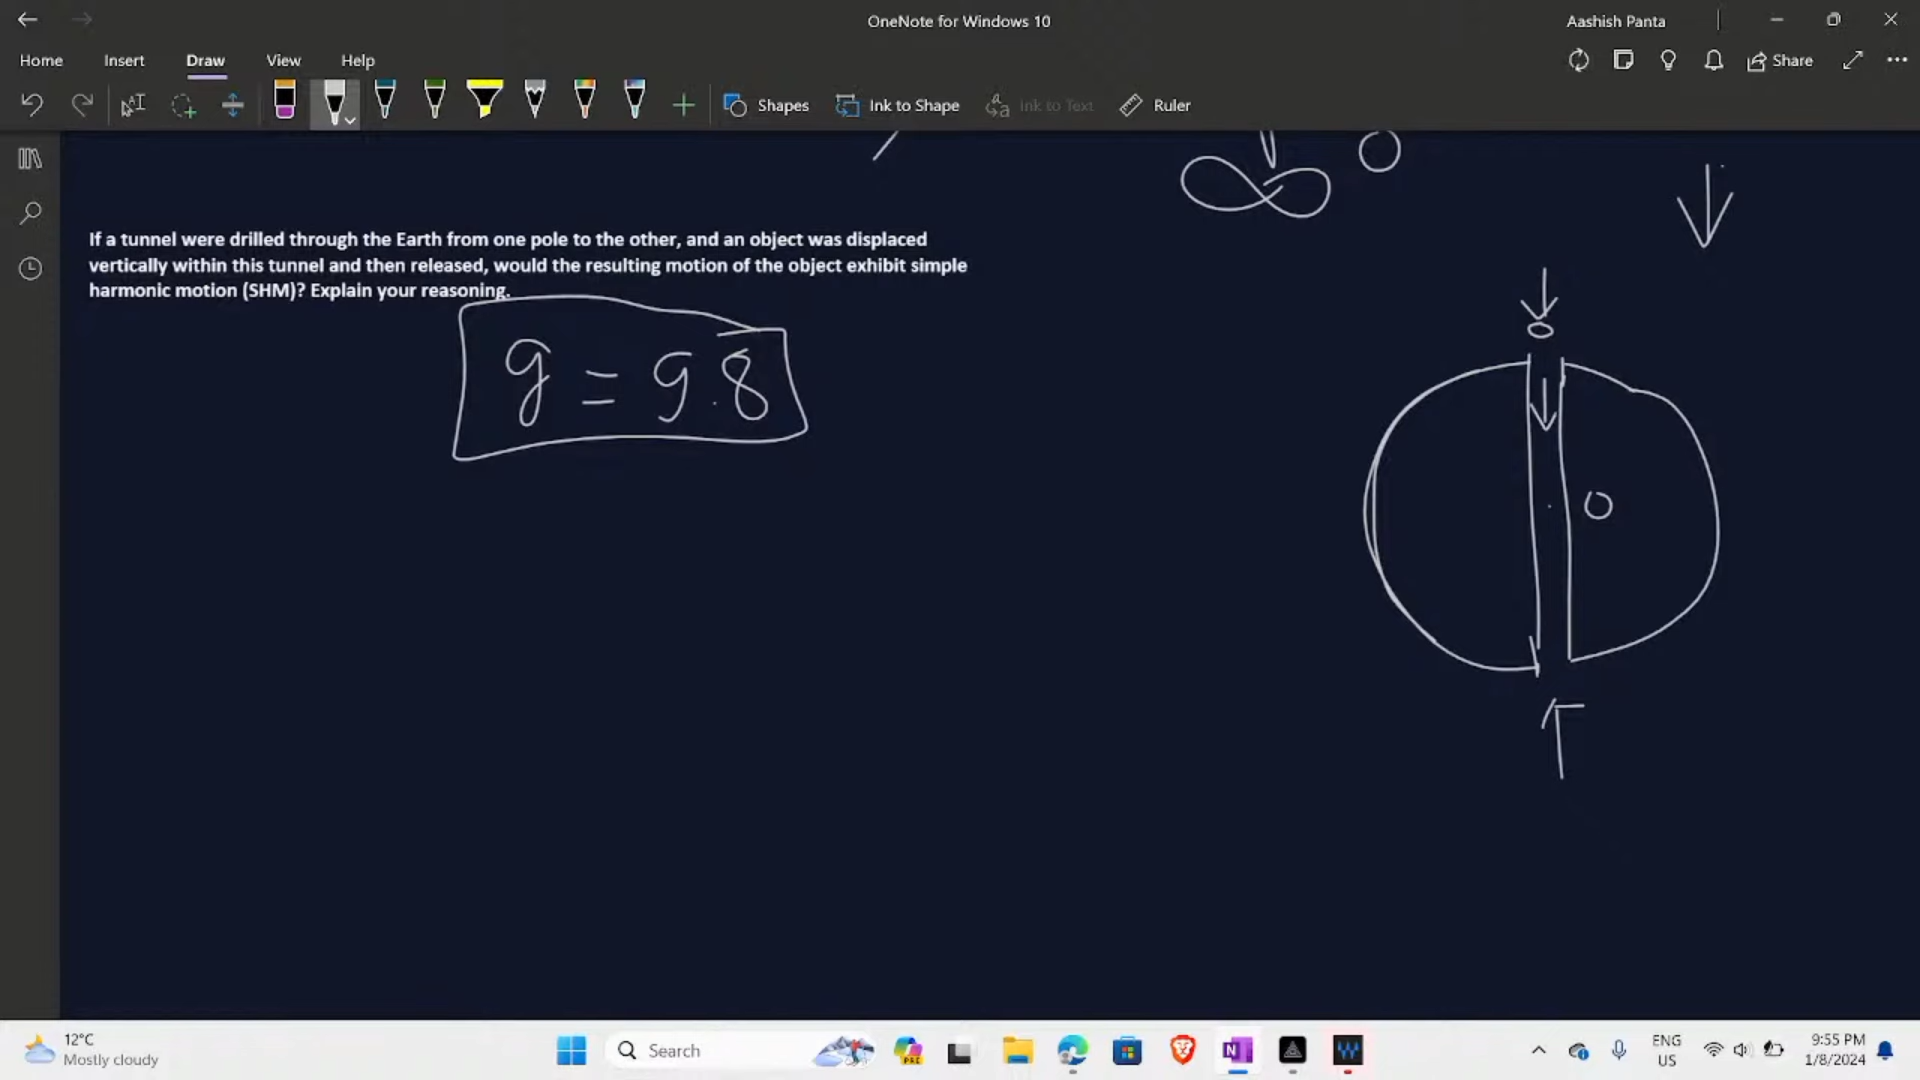 OneNote for Windows 10
Aashish Panta
Home Insert Draw View Help
Share
Shapes
Ink to Shape
Ink to Text
Ruler
If a tunnel were drilled through the Earth from one pole to the other, and an object was displaced
vertically within this tunnel and then released, would the resulting motion of the object exhibit simple
harmonic motion (SHM)? Explain your reasoning.
g = 9.8
O
12°C
Mostly cloudy
Search
ENG
US
9:55 PM
1/8/2024